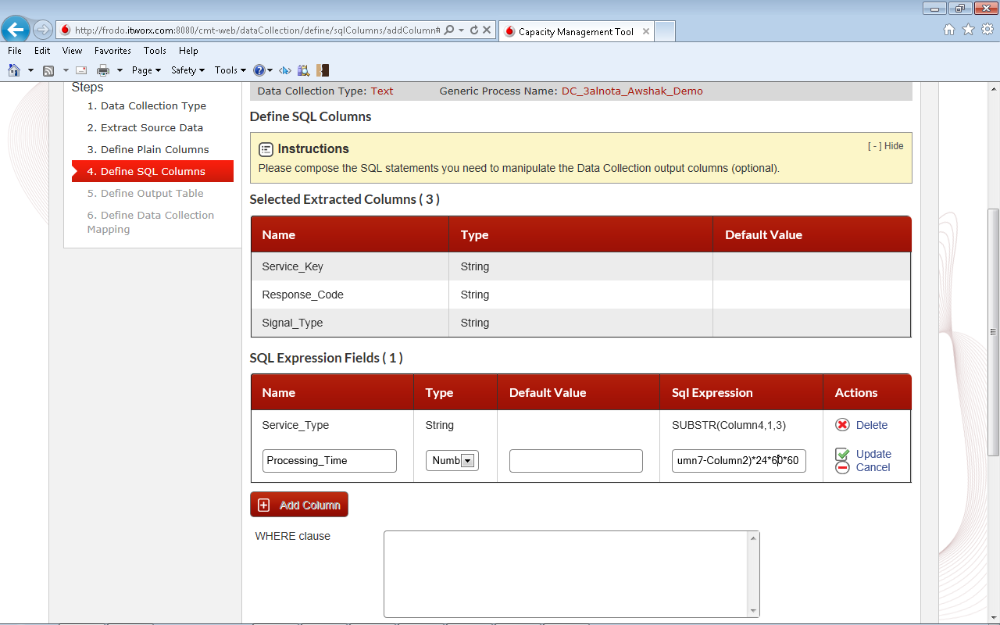 http://frodo.itworx.com:8080/cmt-web/dataCollection/define/sqlColumns/addColumn#
Capacity Management Tool
File Edit View Favorites Tools Help
Page Safety Tools
Steps
1. Data Collection Type
2. Extract Source Data
3. Define Plain Columns
4. Define SQL Columns
5. Define Output Table
6. Define Data Collection
Mapping
Data Collection Type: Text Generic Process Name: DC_3alnota_Awshak_Demo
Define SQL Columns
Instructions [ - ] Hide
Please compose the SQL statements you need to manipulate the Data Collection output columns (optional).
Selected Extracted Columns ( 3 )
Name Type Default Value
Service_Key String
Response_Code String
Signal_Type String
SQL Expression Fields ( 1 )
Name Type Default Value Sql Expression Actions
Service_Type String SUBSTR(Column4,1,3) Delete
Processing_Time Numb umn7-Column2)*24*60*60 Update
Cancel
Add Column
WHERE clause